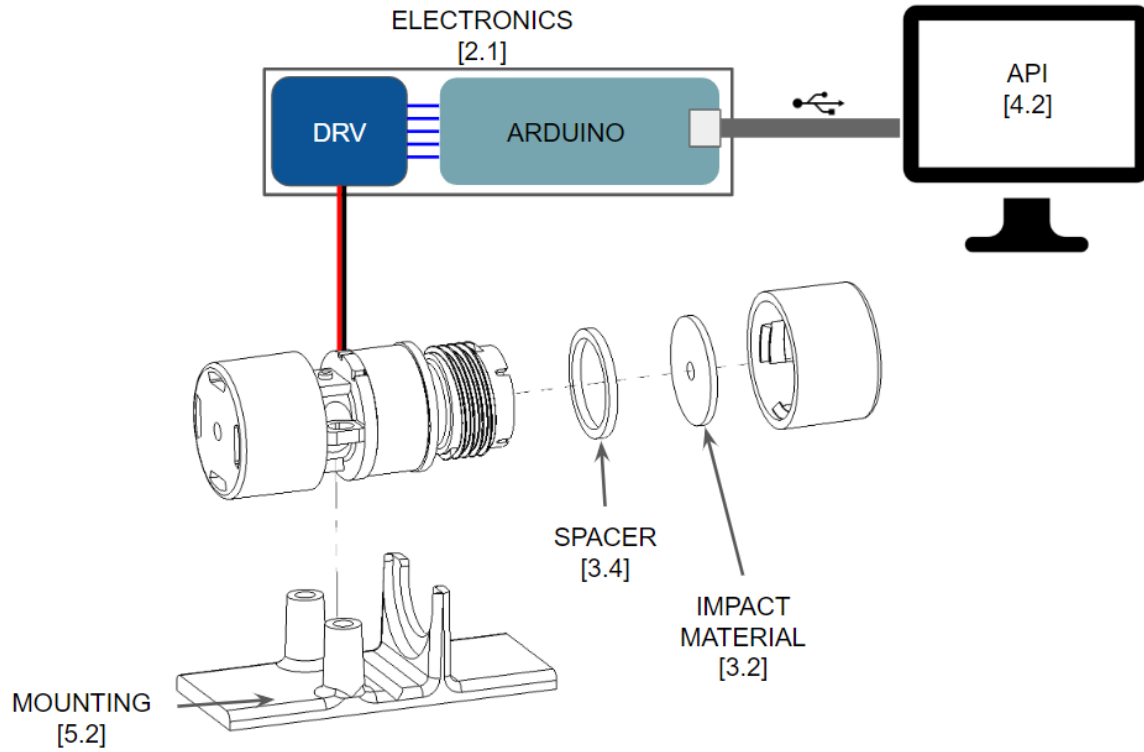 ELECTRONICS
[2.1]
DRV
ARDUINO
API
[4.2]
SPACER
[3.4]
IMPACT
MATERIAL
[3.2]
MOUNTING
[5.2]